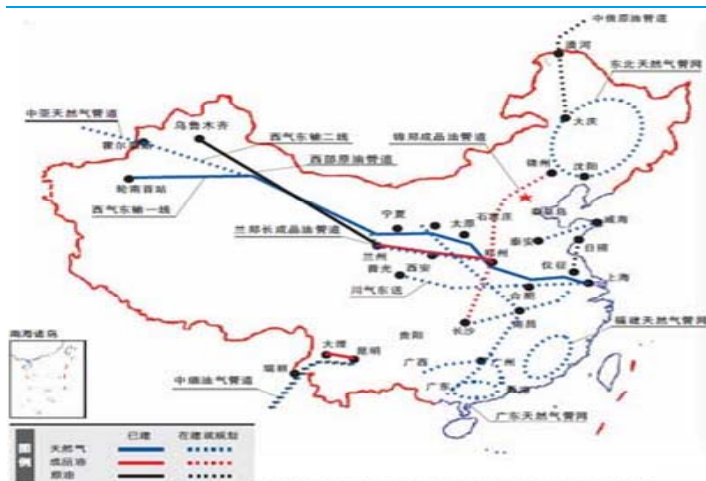 中俄原油管道
漠河
东北天然气管网
大庆
中亚天然气管道
乌鲁木齐
西气东输二线
锦郑成品油管道
西部原油管道
锦州
沈阳
轮南首站
西气东输一线
宁夏
太原
石家庄
秦皇岛
威海
兰郑长成品油管道
泰安
日照
兰州
郑州
西安
仪征
上海
川气东送
合肥
福建天然气管网
长沙
南昌
南海诸岛
贵阳
大理
昆明
瑞丽
广西
广州
中缅油气管道
广东
广东天然气管网
图例
已建
在建或规划
天然气
成品油
原油